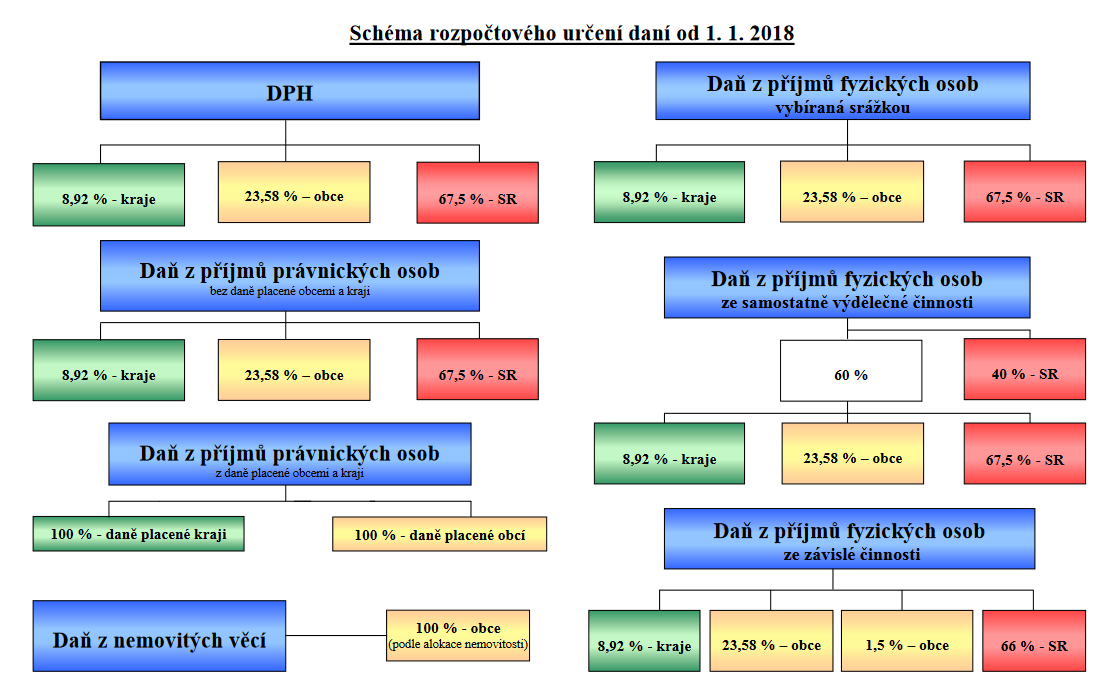 Schéma rozpočtového určení daní od 1. 1. 2018
DPH
8,92 % - kraje
23,58 % – obce
67,5 % - SR
Daň z příjmů právnických osob
bez daně placené obcemi a kraji
8,92 % - kraje
23,58 % – obce
67,5 % - SR
Daň z příjmů právnických osob
z daně placené obcemi a kraji
100 % - daně placené kraji
100 % - daně placené obcí
Daň z nemovitých věcí
100 % - obce
(podle alokace nemovitosti)
Daň z příjmů fyzických osob
vybíraná srážkou
8,92 % - kraje
23,58 % – obce
67,5 % - SR
Daň z příjmů fyzických osob
ze samostatně výdělečné činnosti
60 %
40 % - SR
8,92 % - kraje
23,58 % – obce
67,5 % - SR
Daň z příjmů fyzických osob
ze závislé činnosti
8,92 % - kraje
23,58 % – obce
1,5 % – obce
66 % - SR